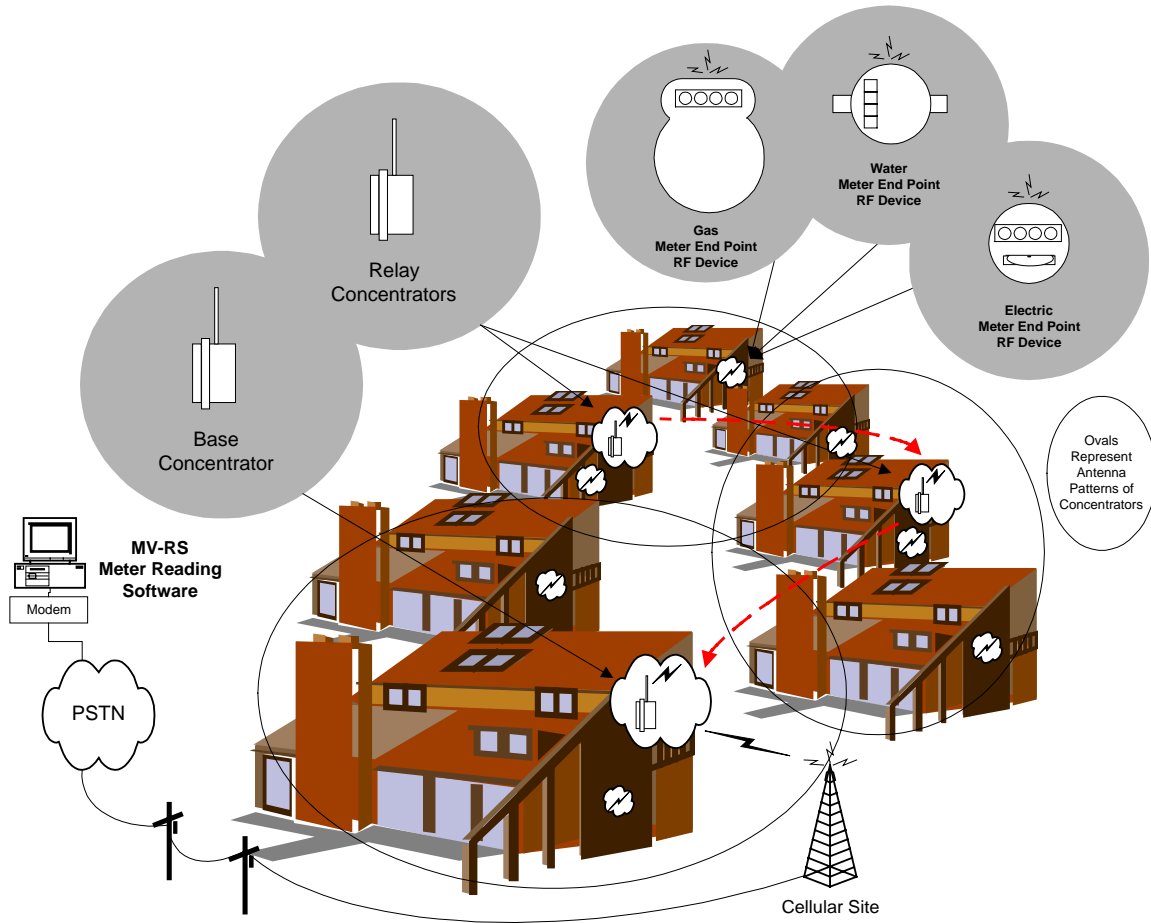 Water
Meter End Point
RF Device
Gas
Meter End Point
RF Device
Relay
Concentrators
Electric
Meter End Point
RF Device
Base
Concentrator
Ovals
Represent
Antenna
Patterns of
Concentrators
MV-RS
Meter Reading
Software
Modem
PSTN
Cellular Site